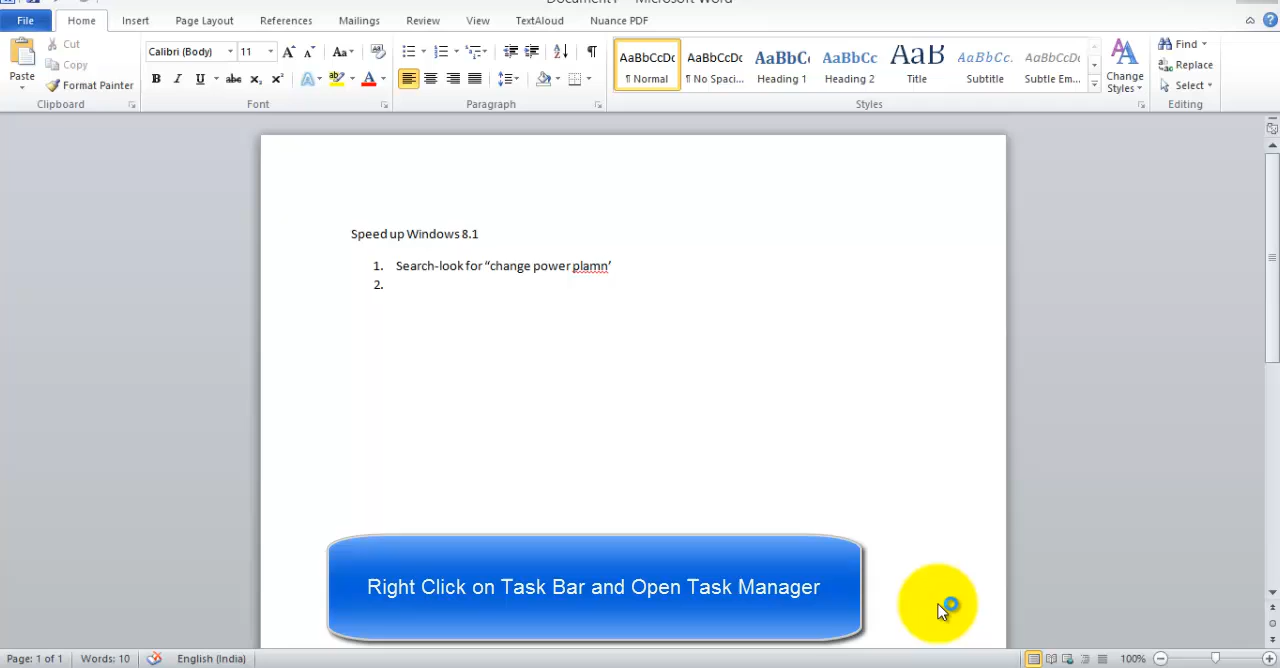 Document1 - Microsoft Word
File Home Insert Page Layout References Mailings Review View TextAloud Nuance PDF
Cut
Copy
Format Painter
Paste
Clipboard
Calibri (Body) 11
Font
Paragraph
AaBbCcDc AaBbCcDc AaBbC AaBbCc AaB AaBbCc. AaBbCcDc
¶ Normal ¶ No Spaci... Heading 1 Heading 2 Title Subtitle Subtle Em...
Styles
Change
Styles
Find
Replace
Select
Editing
Speed up Windows 8.1
1. Search-look for “change power plamn’
2.
Right Click on Task Bar and Open Task Manager
Page: 1 of 1 Words: 10 English (India) 100%